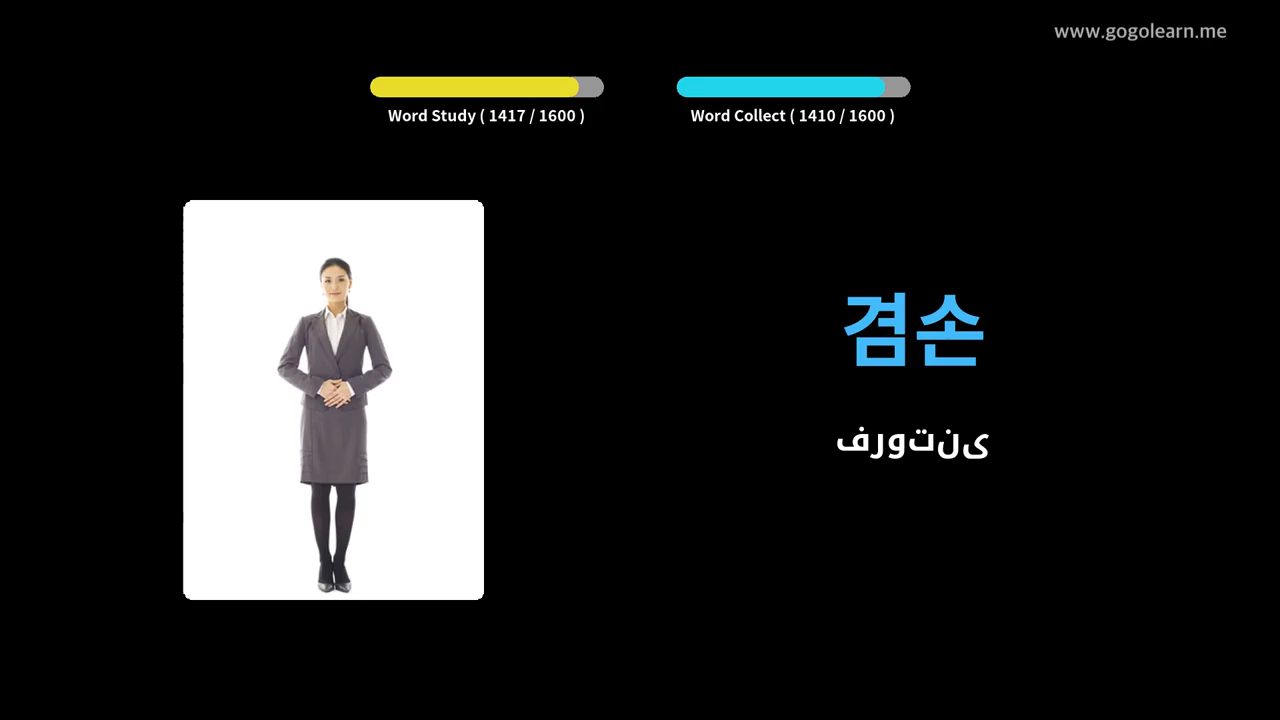 www.gogolearn.me
Word Study ( 1417 / 1600 )
Word Collect ( 1410 / 1600 )
겸손
فروتنی